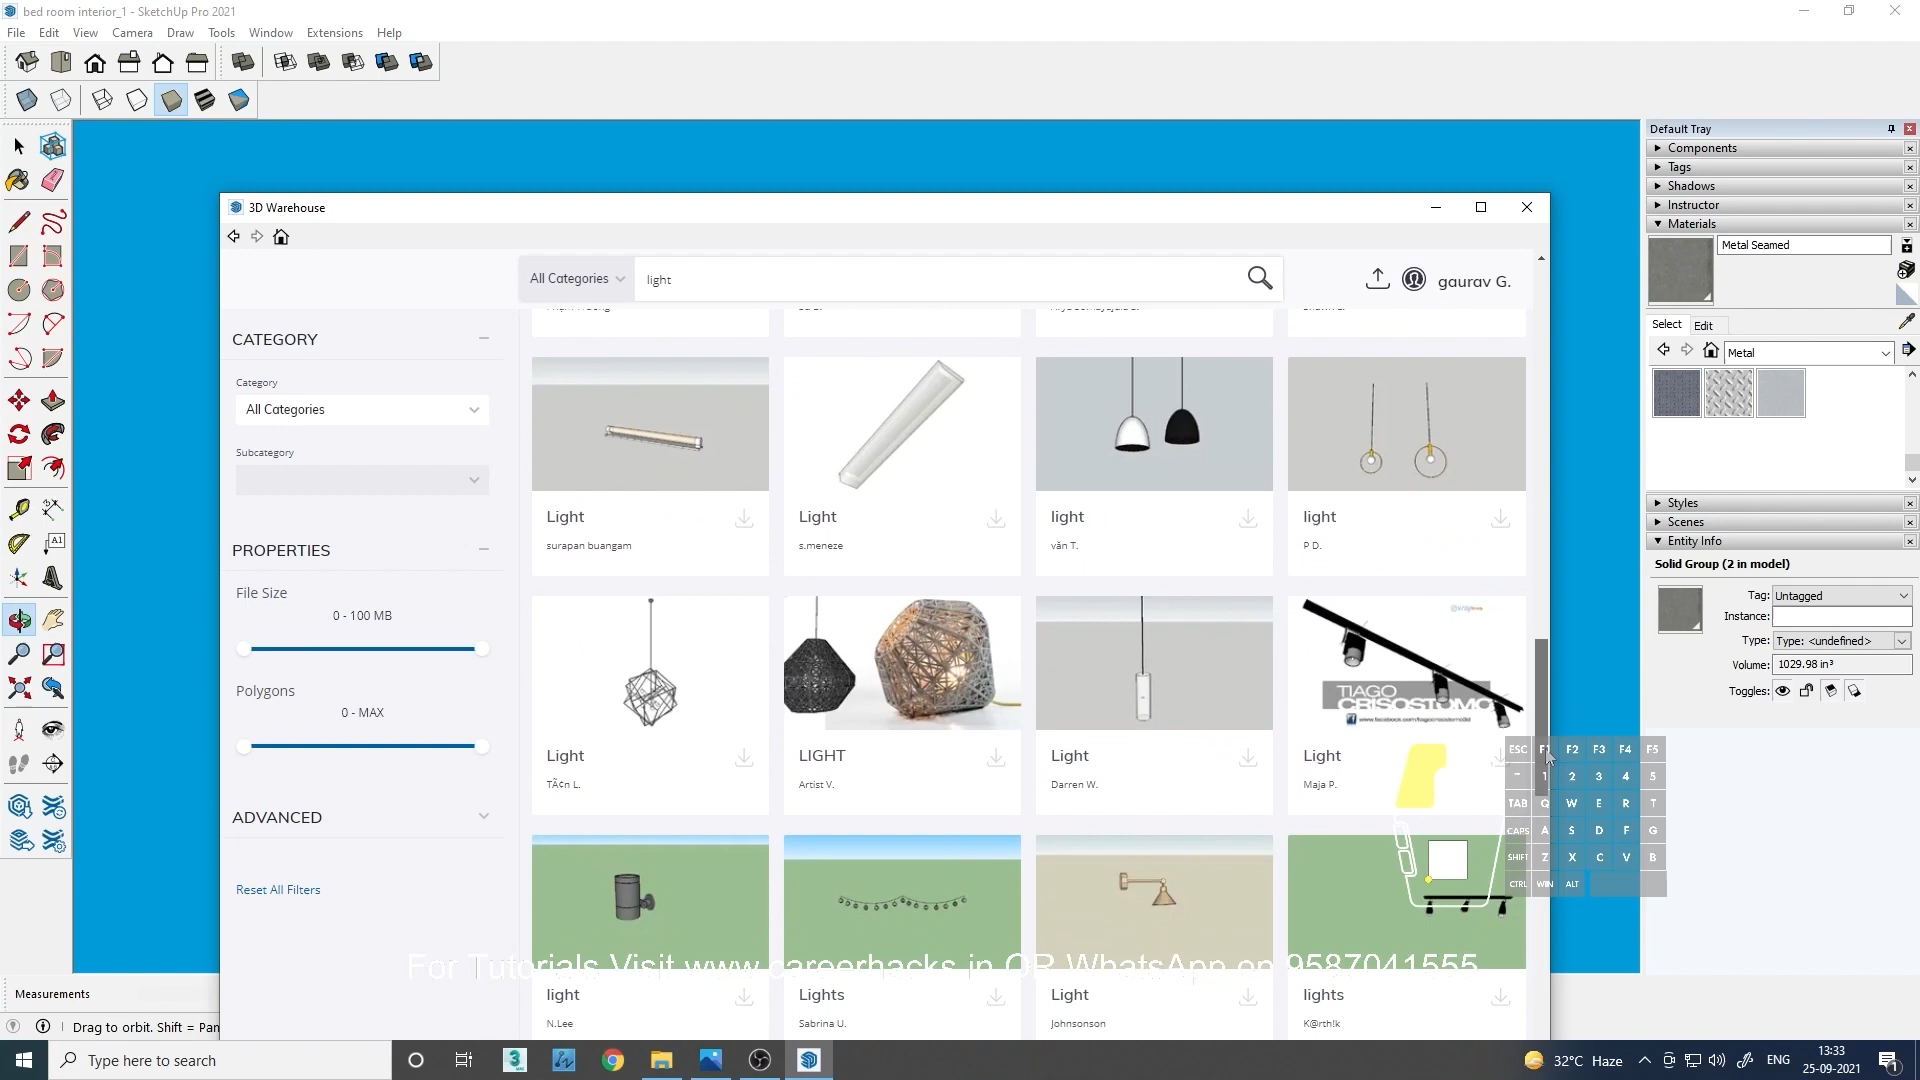 bed room interior_1 - SketchUp Pro 2021
File Edit View Camera Draw Tools Window Extensions Help
Default Tray
Components
Tags
Shadows
Instructor
Materials
Metal Seamed
Select Edit
Metal
Styles
Scenes
Entity Info
Solid Group (2 in model)
Tag: Untagged
Instance:
Type: Type: <undefined>
Volume: 1029.98 in³
Toggles:
3D Warehouse
All Categories light
gaurav G.
CATEGORY
Category
All Categories
Subcategory
PROPERTIES
File Size
0 - 100 MB
Polygons
0 - MAX
ADVANCED
Reset All Filters
Light Light light light
surapan buangam s.meneze văn T. P D.
TIAGO
CRISOSTOMO
Light LIGHT Light Light
TÃ¢n L. Artist V. Darren W. Maja P.
ESC F1 F2 F3 F4 F5
~ 1 2 3 4 5
TAB Q W E R T
CAPS A S D F G
SHIFT Z X C V B
CTRL WIN ALT
For Tutorials Visit www.careerhacks.in OR WhatsApp on 9587041555
light Lights Light lights
N.Lee Sabrina U. Johnsonson K@rth!k
A1
Measurements
Drag to orbit. Shift = Pan
Type here to search
32°C Haze
ENG
13:33
25-09-2021
1